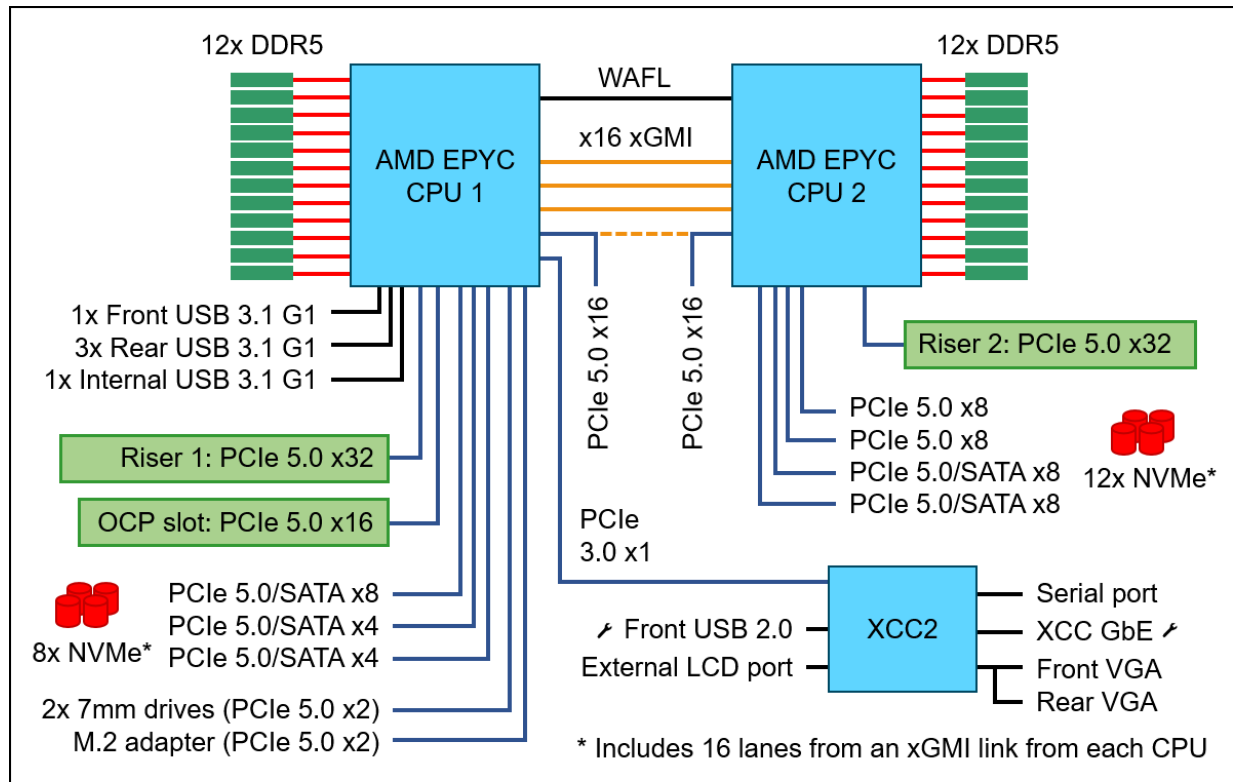 12x DDR5
12x DDR5
WAFL
x16 xGMI
AMD EPYC
CPU 1
AMD EPYC
CPU 2
1x Front USB 3.1 G1
3x Rear USB 3.1 G1
1x Internal USB 3.1 G1
PCIe 5.0 x16
PCIe 5.0 x16
Riser 2: PCIe 5.0 x32
Riser 1: PCIe 5.0 x32
OCP slot: PCIe 5.0 x16
PCIe 5.0 x8
PCIe 5.0 x8
PCIe 5.0/SATA x8
PCIe 5.0/SATA x8
12x NVMe*
PCIe
3.0 x1
PCIe 5.0/SATA x8
PCIe 5.0/SATA x4
PCIe 5.0/SATA x4
8x NVMe*
2x 7mm drives (PCIe 5.0 x2)
M.2 adapter (PCIe 5.0 x2)
Front USB 2.0
External LCD port
XCC2
Serial port
XCC GbE
Front VGA
Rear VGA
* Includes 16 lanes from an xGMI link from each CPU